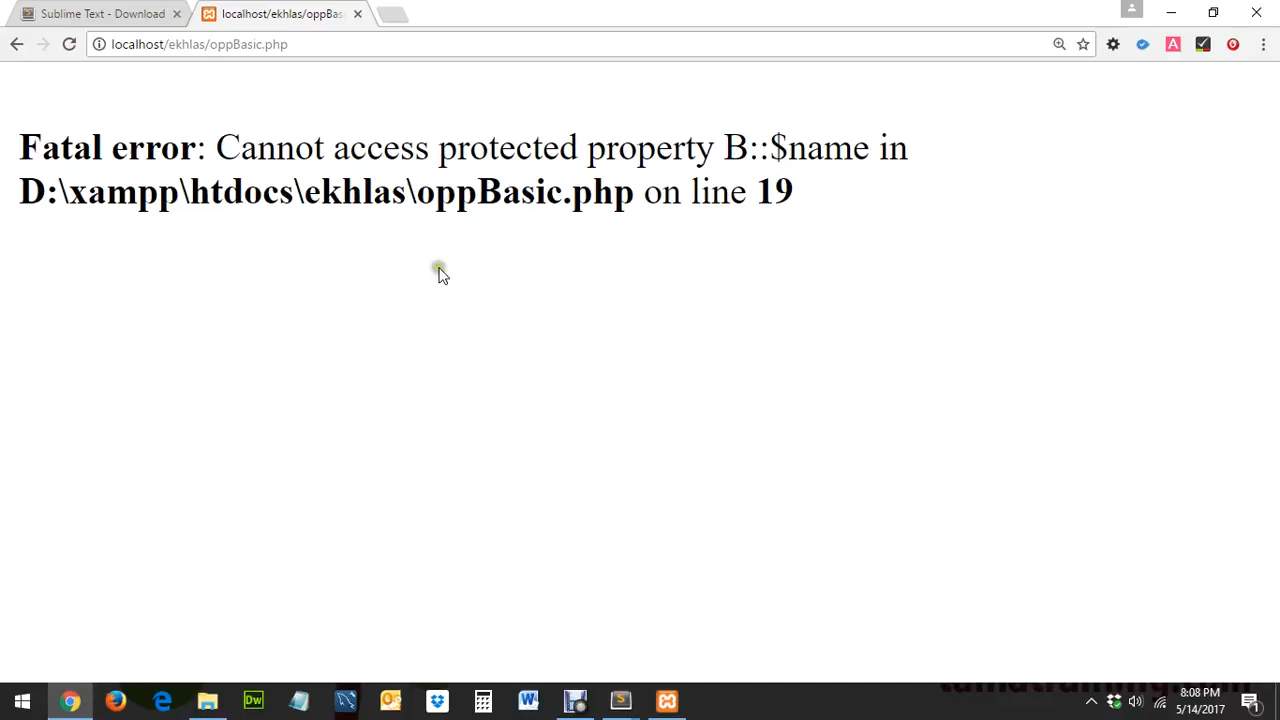 Sublime Text - Download
localhost/ekhlas/oppBas
localhost/ekhlas/oppBasic.php
Fatal error: Cannot access protected property B::$name in
D:\xampp\htdocs\ekhlas\oppBasic.php on line 19
8:08 PM
5/14/2017